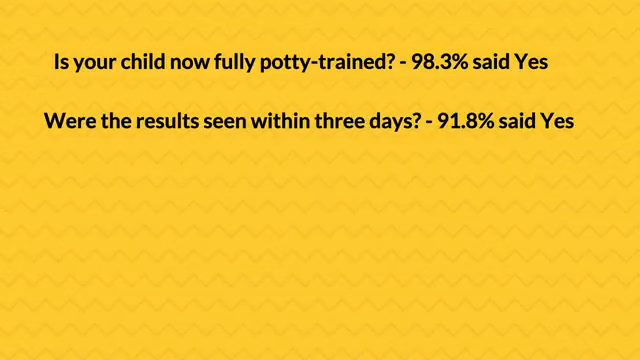 Is your child now fully potty-trained? - 98.3% said Yes
Were the results seen within three days? - 91.8% said Yes